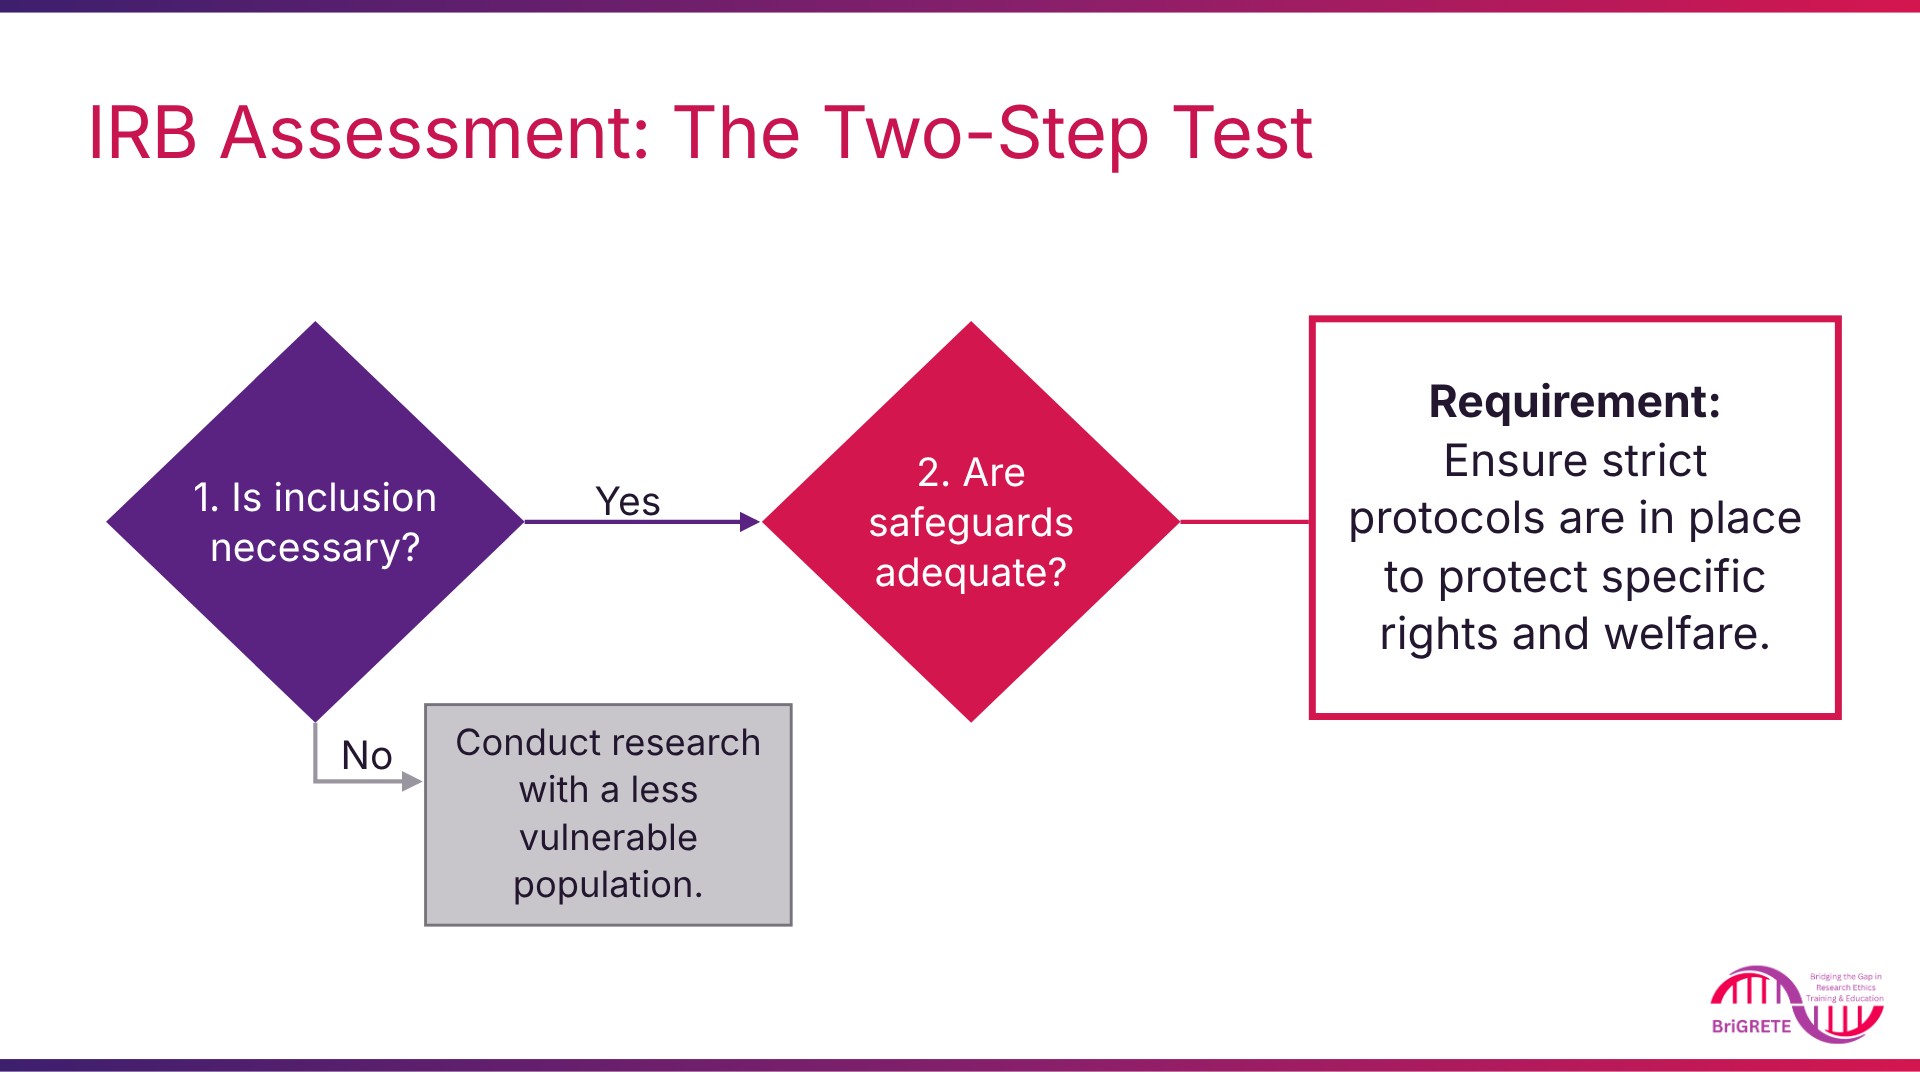 IRB Assessment: The Two-Step Test
1. Is inclusion
necessary?
Yes
2. Are
safeguards
adequate?
Requirement:
Ensure strict
protocols are in place
to protect specific
rights and welfare.
No
Conduct research
with a less
vulnerable
population.
Bridging the Gap in
Research Ethics
Training & Education
BriGRETE